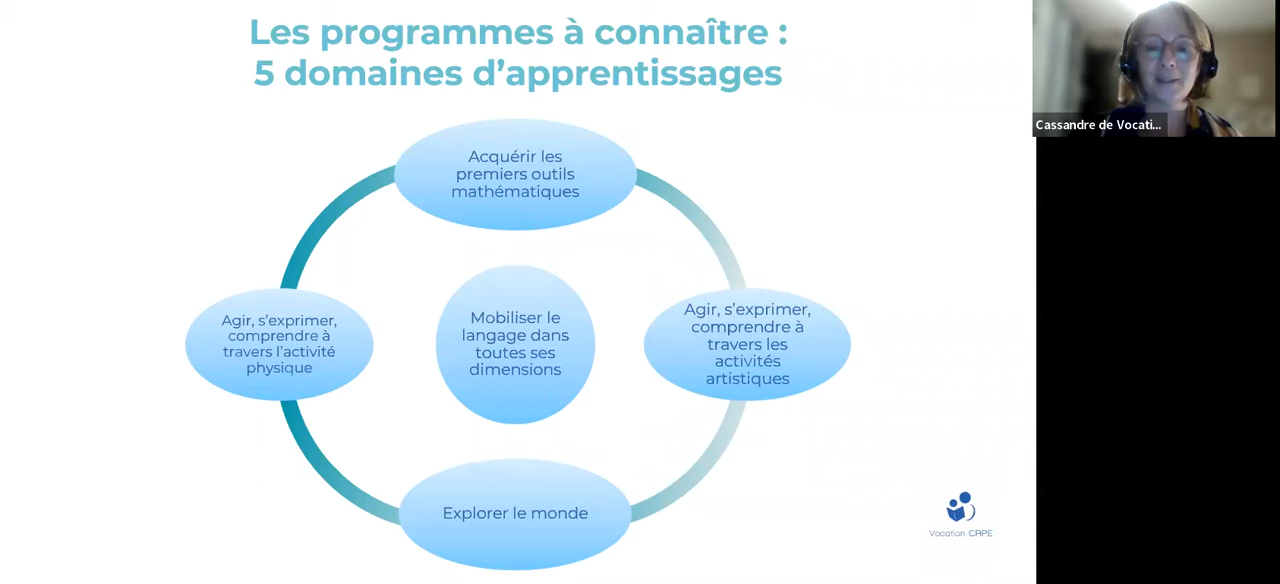 Les programmes à connaître :
5 domaines d'apprentissages
Cassandre de Vocati...
Acquérir les
premiers outils
mathématiques
Agir, s'exprimer,
comprendre à
travers l'activité
physique
Mobiliser le
langage dans
toutes ses
dimensions
Agir, s'exprimer,
comprendre à
travers les
activités
artistiques
Explorer le monde
Vocation CRPE